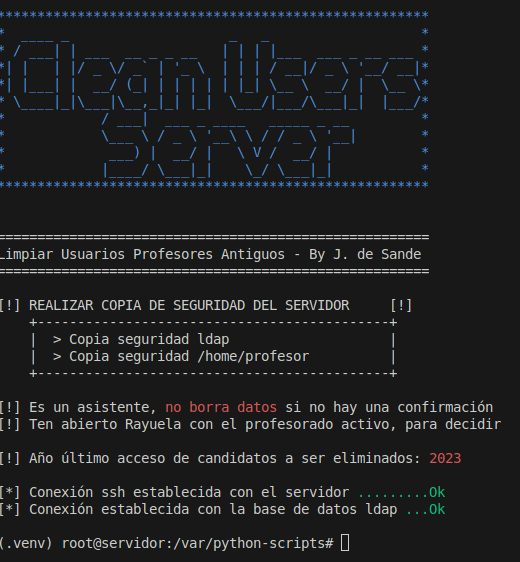 Clean Users
Server
Limpiar Usuarios Profesores Antiguos - By J. de Sande
[!] REALIZAR COPIA DE SEGURIDAD DEL SERVIDOR [!]
+---------------------------------------------+
| > Copia seguridad ldap |
| > Copia seguridad /home/profesor |
+---------------------------------------------+
[!] Es un asistente, no borra datos si no hay una confirmación
[!] Ten abierto Rayuela con el profesorado activo, para decidir
[!] Año último acceso de candidatos a ser eliminados: 2023
[*] Conexión ssh establecida con el servidor .........Ok
[*] Conexión establecida con la base de datos ldap ...Ok
(.venv) root@servidor:/var/python-scripts#